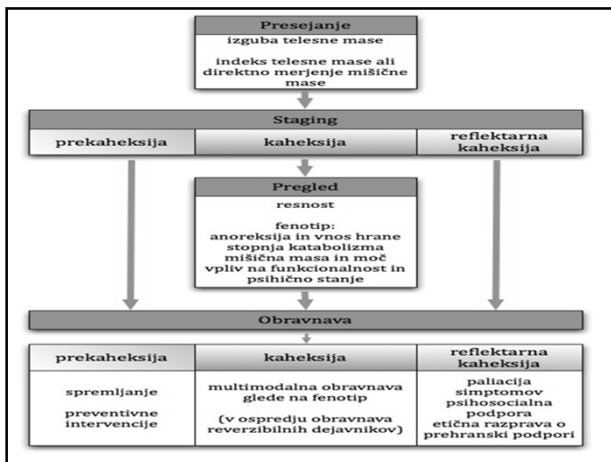 Presejanje
izguba telesne mase
indeks telesne mase ali
direktno merjenje mišične
mase
Staging
prekaheksija
kaheksija
reflektarna
kaheksija
Pregled
resnost
fenotip:
anoreksija in vnos hrane
stopnja katabolizma
mišična masa in moč
vpliv na funkcionalnost in
psihično stanje
Obravnava
prekaheksija
spremljanje
preventivne
intervencije
kaheksija
multimodalna obravnava
glede na fenotip
(v ospredju obravnava
reverzibilnih dejavnikov)
reflektarna
kaheksija
paliacija
simptomov
psihosocialna
podpora
etična razprava o
prehranski podpori